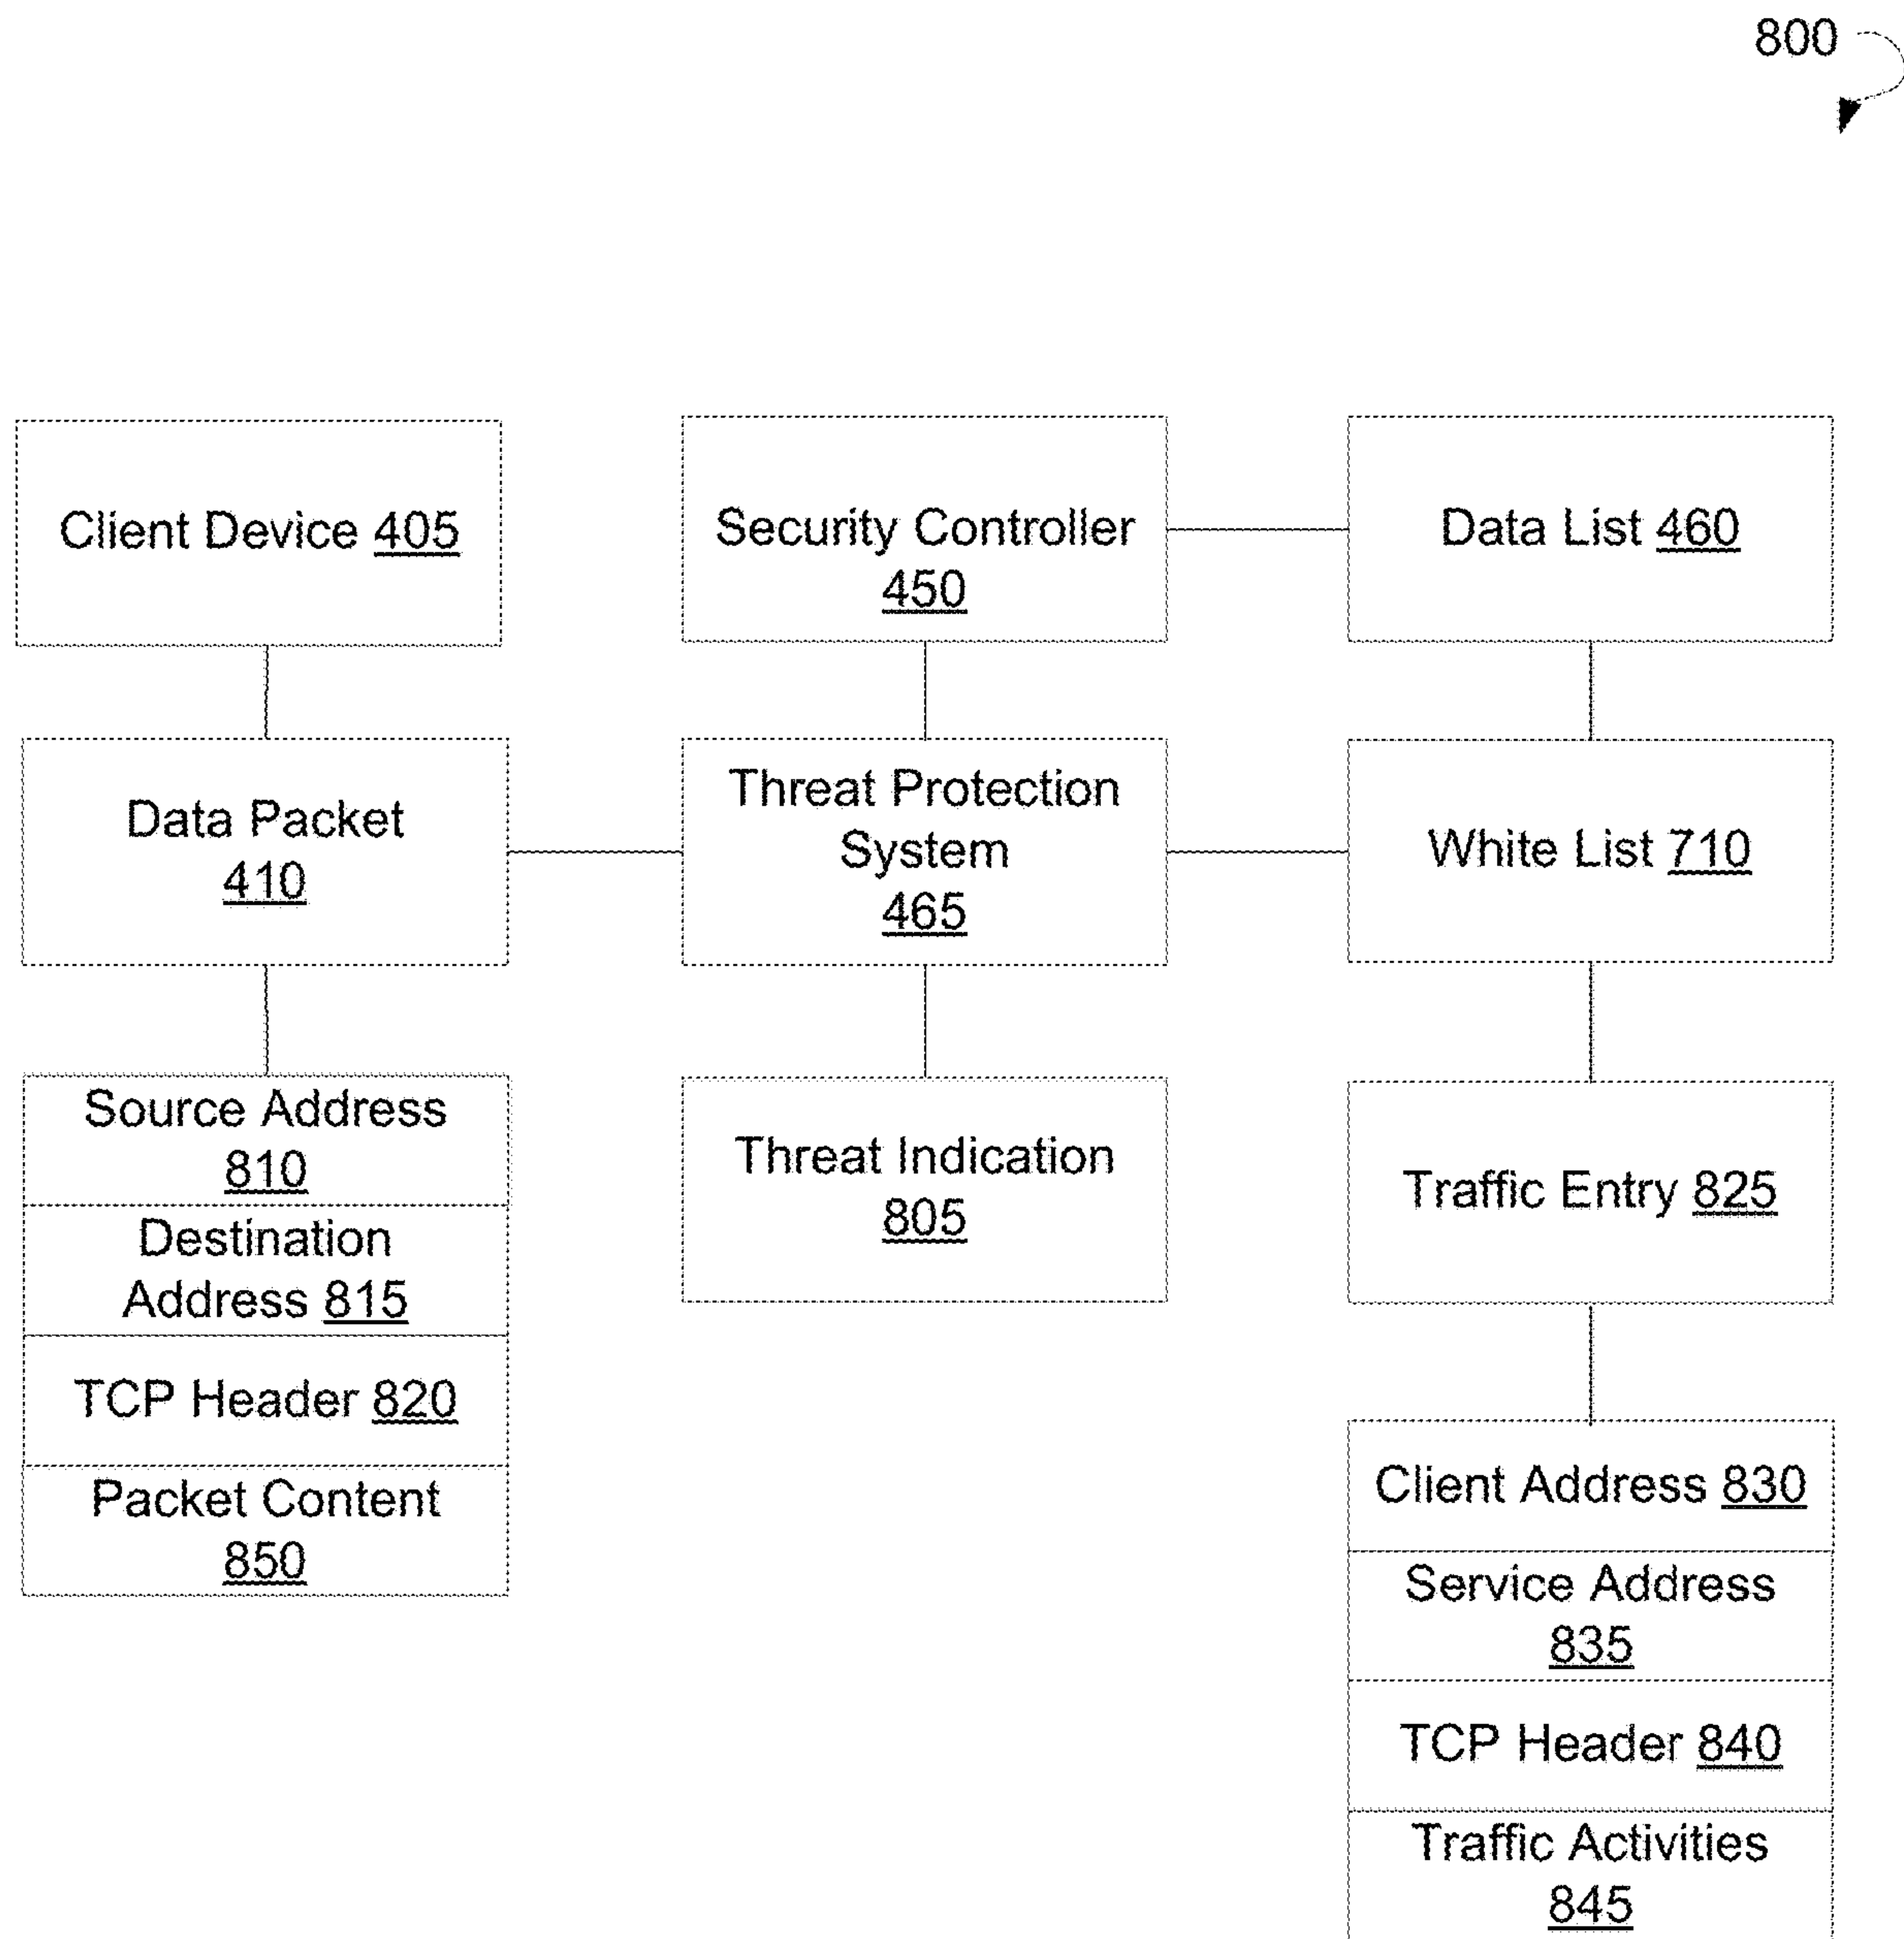 800
Client Device 405
Security Controller
450
Data List 460
Data Packet
410
Threat Protection
System
465
White List 710
Source Address
810
Destination
Address 815
TCP Header 820
Packet Content
850
Threat Indication
805
Traffic Entry 825
Client Address 830
Service Address
835
TCP Header 840
Traffic Activities
845